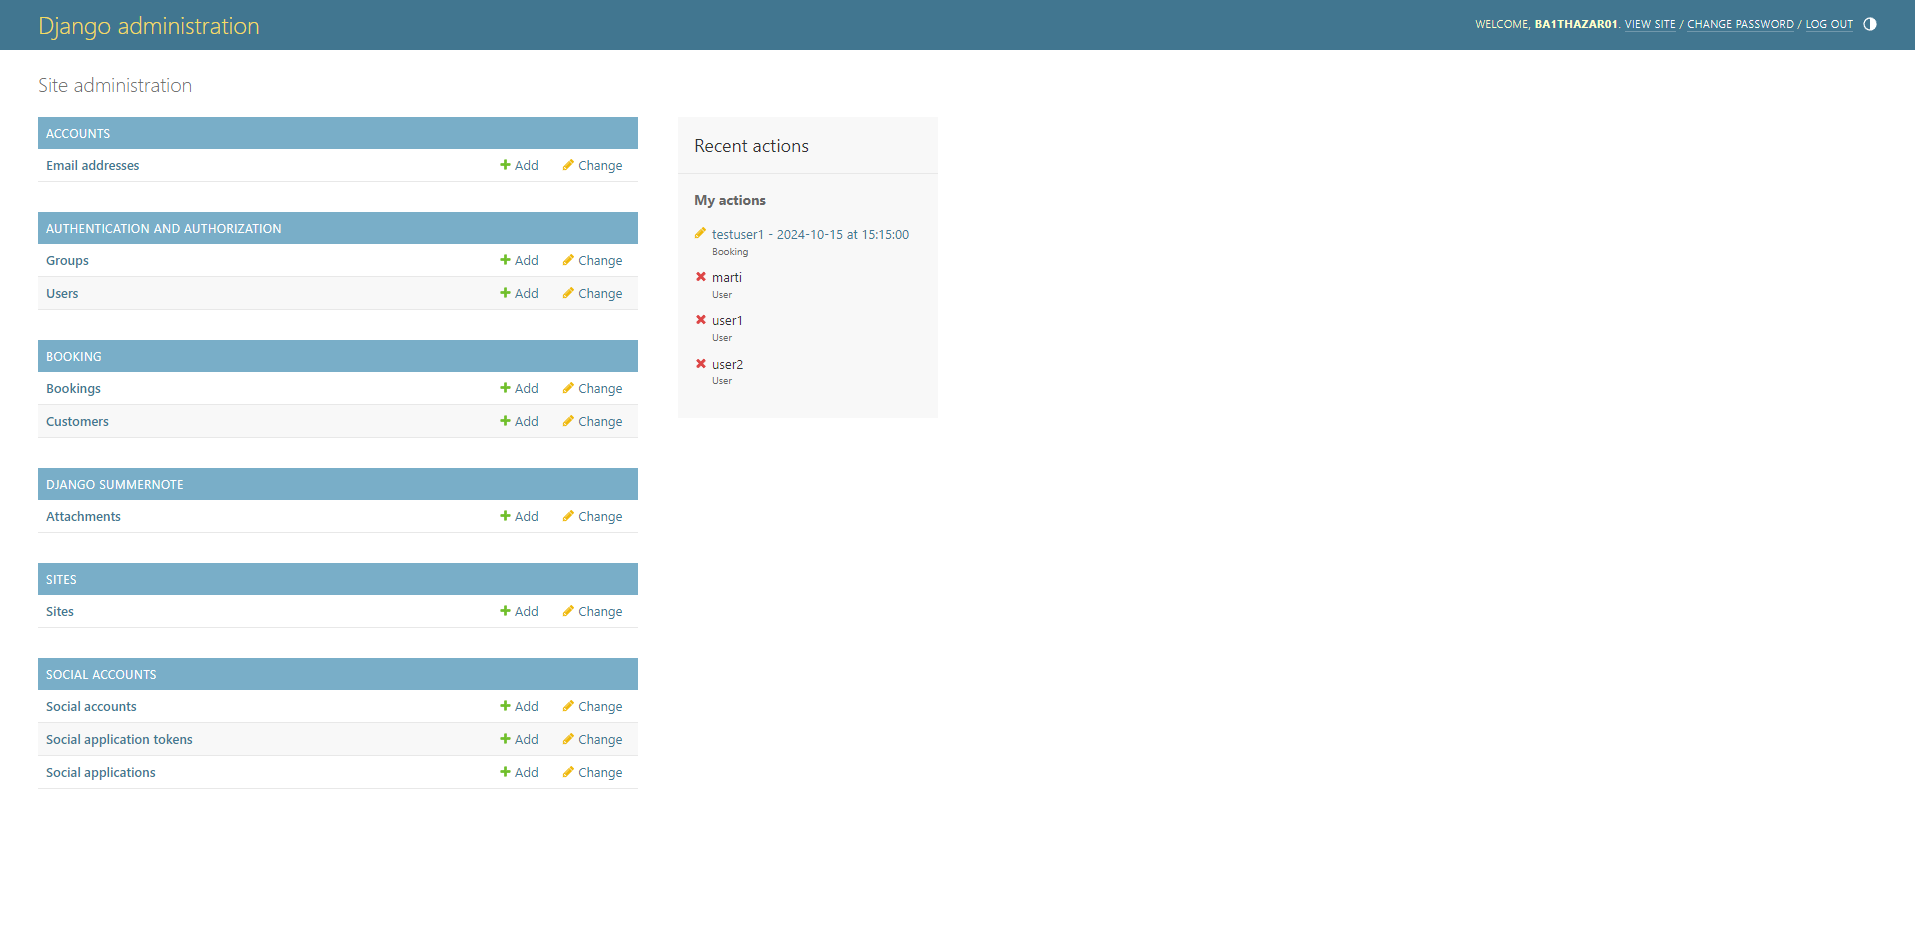 Django administration
WELCOME, BA1THAZAR01. VIEW SITE / CHANGE PASSWORD / LOG OUT
Site administration
ACCOUNTS
Email addresses Add Change
AUTHENTICATION AND AUTHORIZATION
Groups Add Change
Users Add Change
BOOKING
Bookings Add Change
Customers Add Change
DJANGO SUMMERNOTE
Attachments Add Change
SITES
Sites Add Change
SOCIAL ACCOUNTS
Social accounts Add Change
Social application tokens Add Change
Social applications Add Change
Recent actions
My actions
testuser1 - 2024-10-15 at 15:15:00
Booking
marti
User
user1
User
user2
User